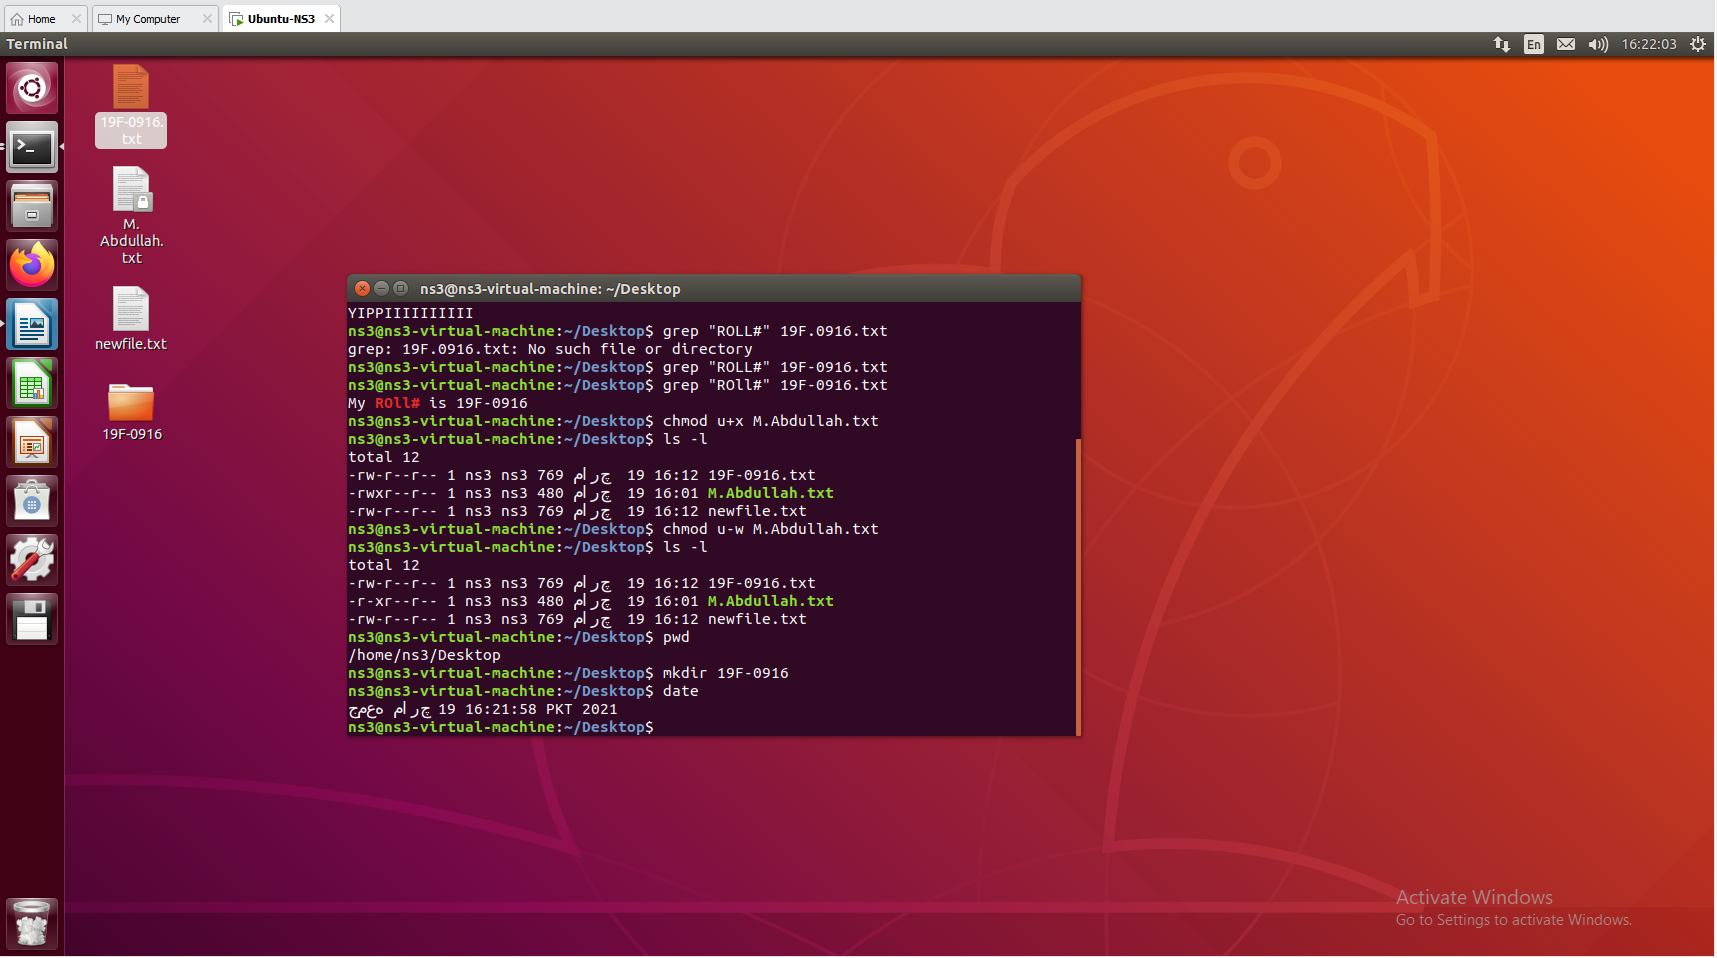 Home
My Computer
Ubuntu-NS3
Terminal
En
16:22:03
19F-0916.
txt
M.
Abdullah.
txt
newfile.txt
19F-0916
ns3@ns3-virtual-machine: ~/Desktop
YIPPIIIIIIIIII
ns3@ns3-virtual-machine:~/Desktop$ grep "ROLL#" 19F.0916.txt
grep: 19F.0916.txt: No such file or directory
ns3@ns3-virtual-machine:~/Desktop$ grep "ROLL#" 19F-0916.txt
ns3@ns3-virtual-machine:~/Desktop$ grep "ROll#" 19F-0916.txt
My ROll# is 19F-0916
ns3@ns3-virtual-machine:~/Desktop$ chmod u+x M.Abdullah.txt
ns3@ns3-virtual-machine:~/Desktop$ ls -l
total 12
-rw-r--r-- 1 ns3 ns3 769 مارچ 19 16:12 19F-0916.txt
-rwxr--r-- 1 ns3 ns3 480 مارچ 19 16:01 M.Abdullah.txt
-rw-r--r-- 1 ns3 ns3 769 مارچ 19 16:12 newfile.txt
ns3@ns3-virtual-machine:~/Desktop$ chmod u-w M.Abdullah.txt
ns3@ns3-virtual-machine:~/Desktop$ ls -l
total 12
-rw-r--r-- 1 ns3 ns3 769 مارچ 19 16:12 19F-0916.txt
-r-xr--r-- 1 ns3 ns3 480 مارچ 19 16:01 M.Abdullah.txt
-rw-r--r-- 1 ns3 ns3 769 مارچ 19 16:12 newfile.txt
ns3@ns3-virtual-machine:~/Desktop$ pwd
/home/ns3/Desktop
ns3@ns3-virtual-machine:~/Desktop$ mkdir 19F-0916
ns3@ns3-virtual-machine:~/Desktop$ date
جمعہ مارچ 19 16:21:58 PKT 2021
ns3@ns3-virtual-machine:~/Desktop$
Activate Windows
Go to Settings to activate Windows.